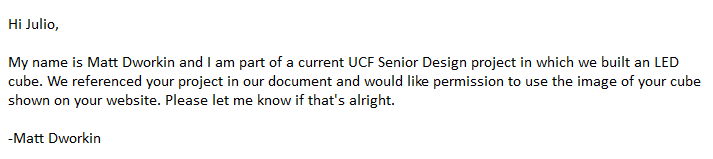 Hi Julio,
My name is Matt Dworkin and I am part of a current UCF Senior Design project in which we built an LED
cube. We referenced your project in our document and would like permission to use the image of your cube
shown on your website. Please let me know if that's alright.
-Matt Dworkin